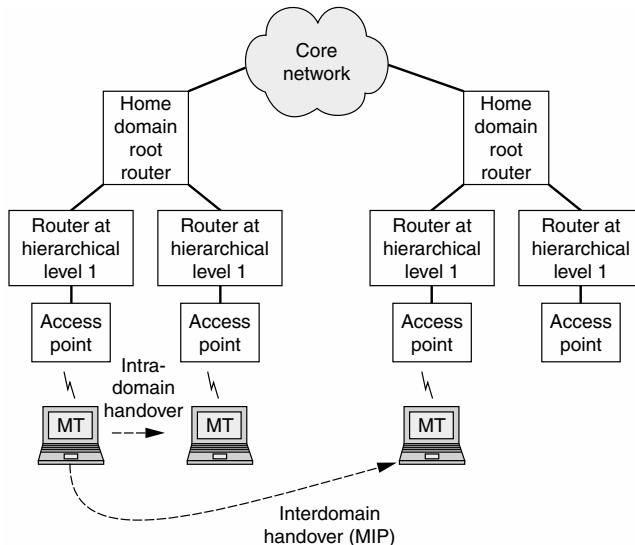 Core
network
Home
domain
root
router
Home
domain
root
router
Router at
hierarchical
level 1
Router at
hierarchical
level 1
Router at
hierarchical
level 1
Router at
hierarchical
level 1
Access
point
Access
point
Access
point
Access
point
Intra-
domain
handover
MT
MT
MT
Interdomain
handover (MIP)